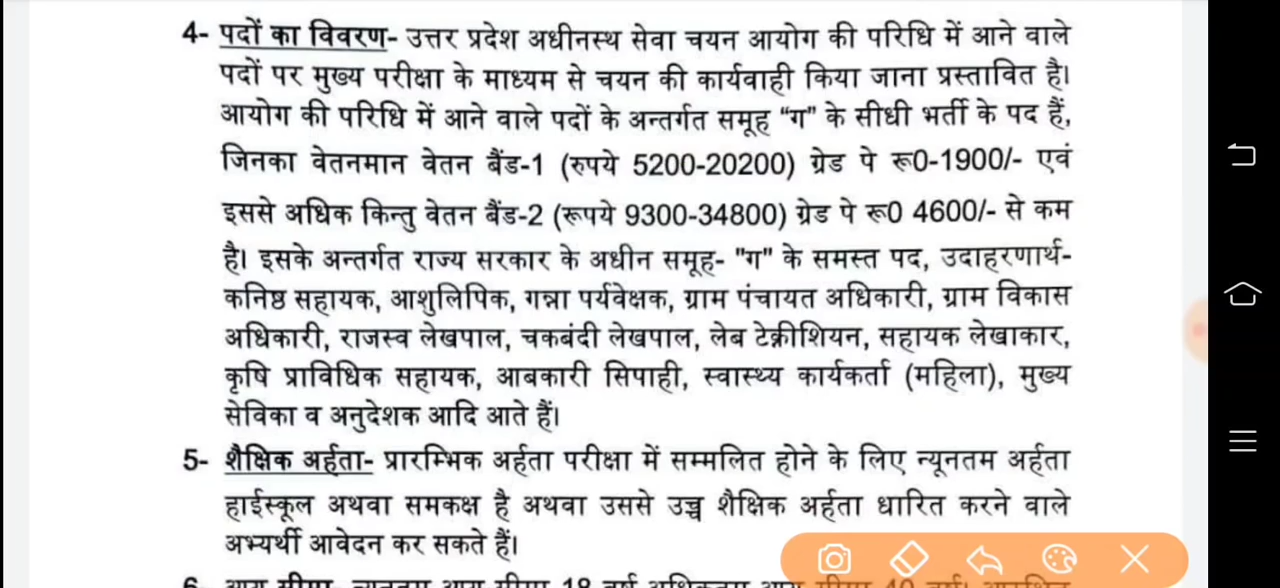 4- पदों का विवरण- उत्तर प्रदेश अधीनस्थ सेवा चयन आयोग की परिधि में आने वाले
पदों पर मुख्य परीक्षा के माध्यम से चयन की कार्यवाही किया जाना प्रस्तावित है।
आयोग की परिधि में आने वाले पदों के अन्तर्गत समूह “ग” के सीधी भर्ती के पद हैं,
जिनका वेतनमान वेतन बैंड-1 (रुपये 5200-20200) ग्रेड पे रू0-1900/- एवं
इससे अधिक किन्तु वेतन बैंड-2 (रूपये 9300-34800) ग्रेड पे रू0 4600/- से कम
है। इसके अन्तर्गत राज्य सरकार के अधीन समूह- "ग" के समस्त पद, उदाहरणार्थ-
कनिष्ठ सहायक, आशुलिपिक, गन्ना पर्यवेक्षक, ग्राम पंचायत अधिकारी, ग्राम विकास
अधिकारी, राजस्व लेखपाल, चकबंदी लेखपाल, लेब टेक्नीशियन, सहायक लेखाकार,
कृषि प्राविधिक सहायक, आबकारी सिपाही, स्वास्थ्य कार्यकर्ता (महिला), मुख्य
सेविका व अनुदेशक आदि आते हैं।
5- शैक्षिक अर्हता- प्रारम्भिक अर्हता परीक्षा में सम्मलित होने के लिए न्यूनतम अर्हता
हाईस्कूल अथवा समकक्ष है अथवा उससे उच्च शैक्षिक अर्हता धारित करने वाले
अभ्यर्थी आवेदन कर सकते हैं।